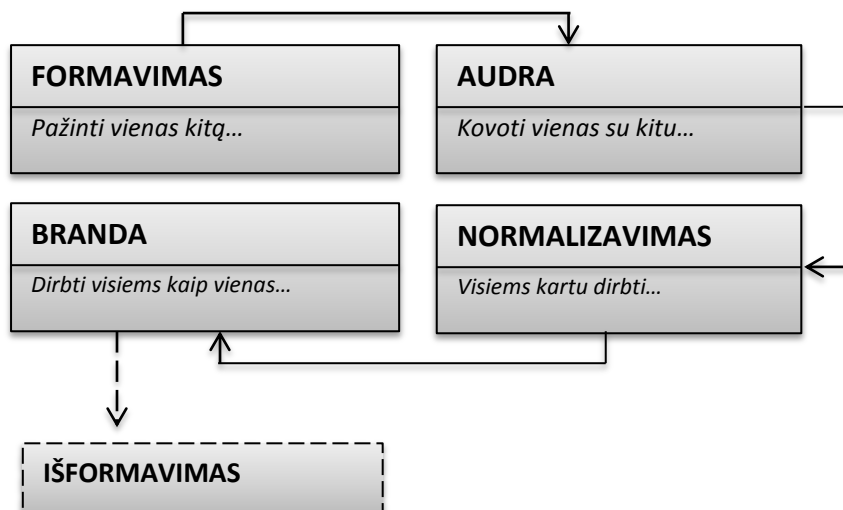 FORMAVIMAS
Pažinti vienas kitą...
AUDRA
Kovoti vienas su kitu...
BRANDA
Dirbti visiems kaip vienas...
NORMALIZAVIMAS
Visiems kartu dirbti...
IŠFORMAVIMAS